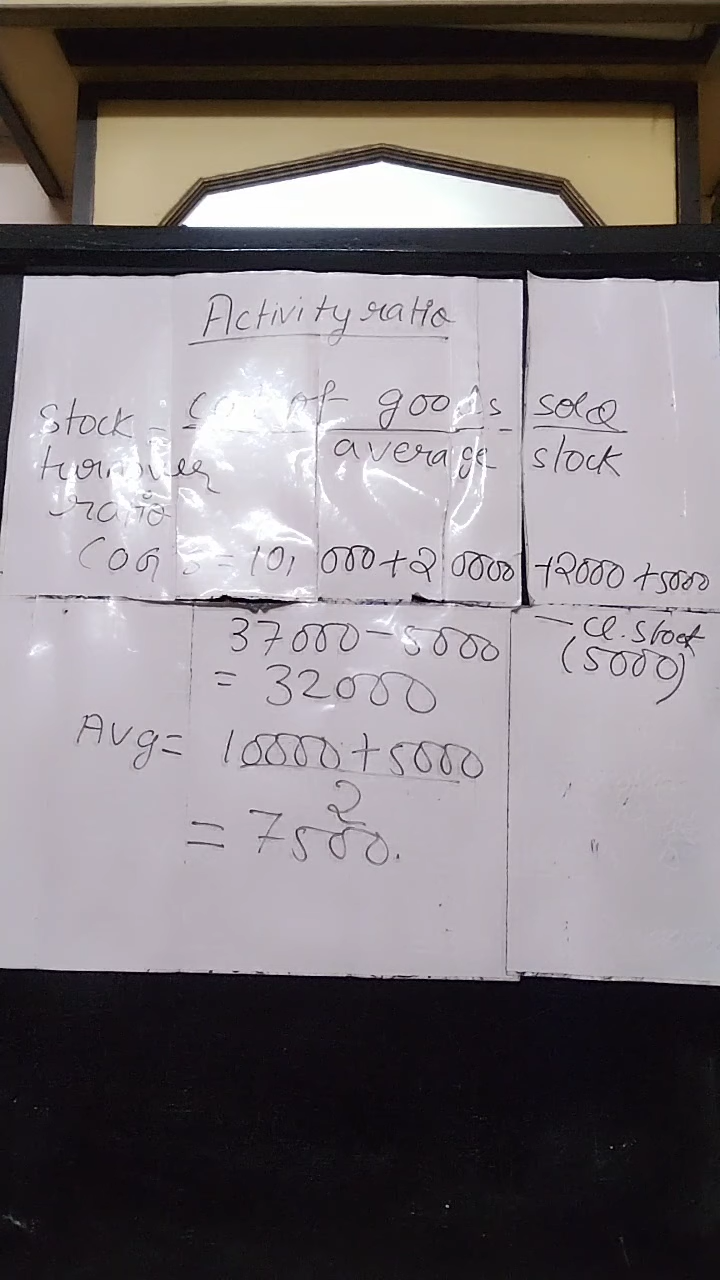 Activity ratio
Stock = cost of goods sold
turnover average stock
ratio
COGS = 10,000+20000+2000+5000
37000-5000 - Cl. Stock
= 32000 (5000)
Avg = 10000+5000
2
= 7500.